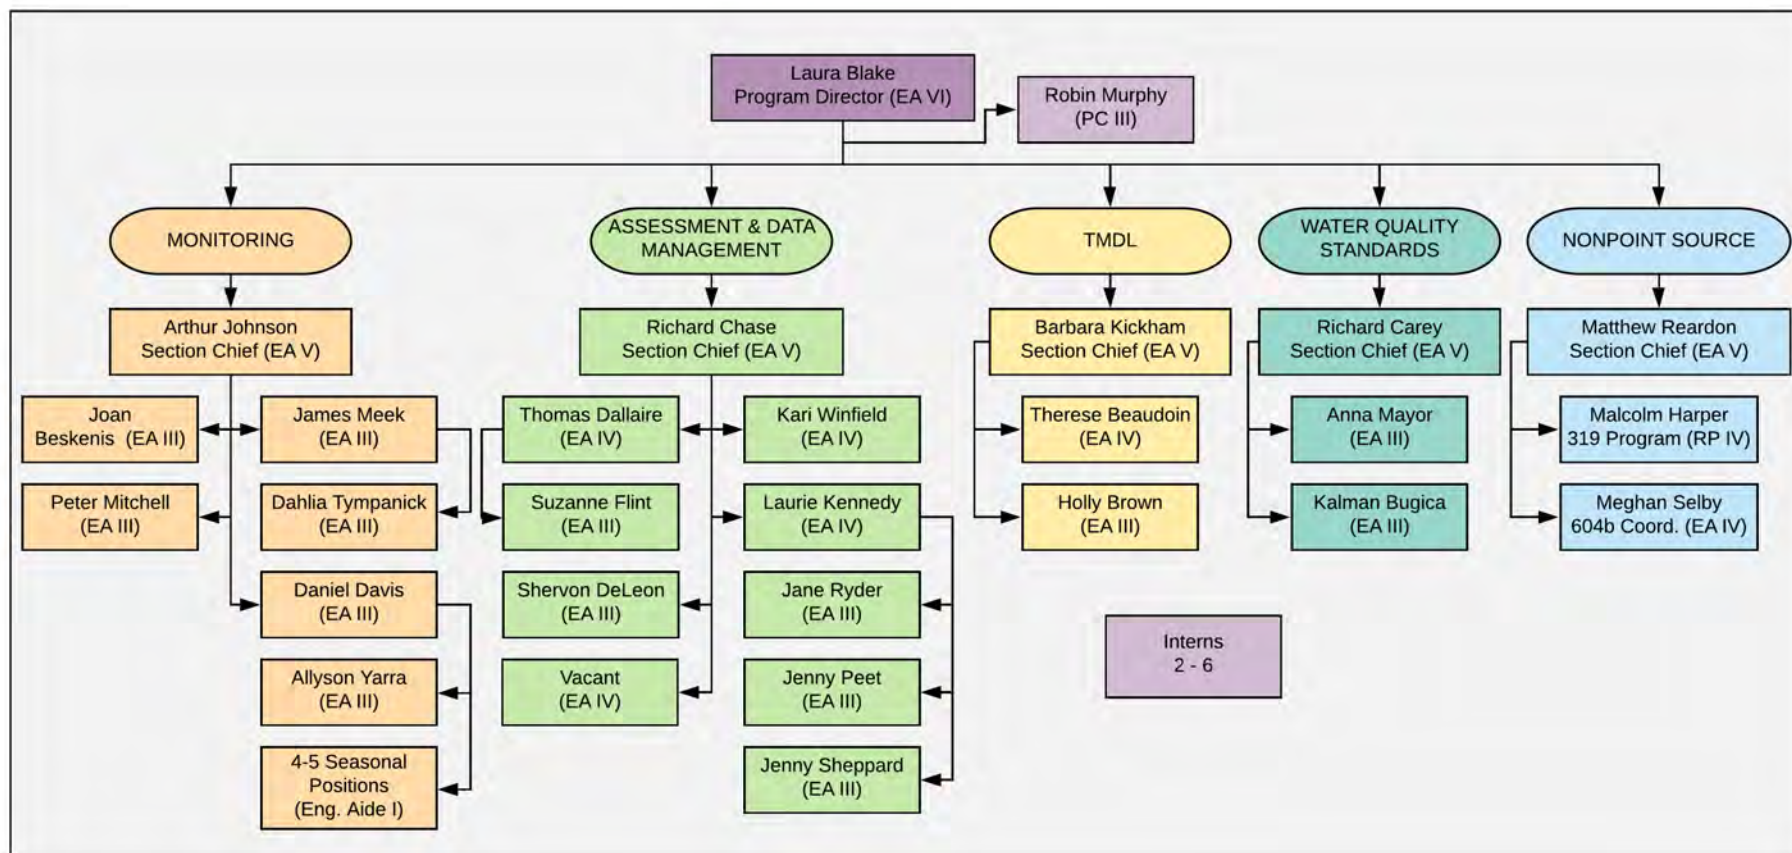 Laura Blake
Program Director (EA VI)
Robin Murphy
(PC III)
MONITORING
ASSESSMENT & DATA
MANAGEMENT
TMDL
WATER QUALITY
STANDARDS
NONPOINT SOURCE
Arthur Johnson
Section Chief (EA V)
Richard Chase
Section Chief (EA V)
Barbara Kickham
Section Chief (EA V)
Richard Carey
Section Chief (EA V)
Matthew Reardon
Section Chief (EA V)
Joan
Beskenis (EA III)
James Meek
(EA III)
Thomas Dallaire
(EA IV)
Kari Winfield
(EA IV)
Therese Beaudoin
(EA IV)
Anna Mayor
(EA III)
Malcolm Harper
319 Program (RP IV)
Peter Mitchell
(EA III)
Dahlia Tympanick
(EA III)
Suzanne Flint
(EA III)
Laurie Kennedy
(EA IV)
Holly Brown
(EA III)
Kalman Bugica
(EA III)
Meghan Selby
604b Coord. (EA IV)
Daniel Davis
(EA III)
Shervon DeLeon
(EA III)
Jane Ryder
(EA III)
Interns
2 - 6
Allyson Yarra
(EA III)
Vacant
(EA IV)
Jenny Peet
(EA III)
4-5 Seasonal
Positions
(Eng. Aide I)
Jenny Sheppard
(EA III)